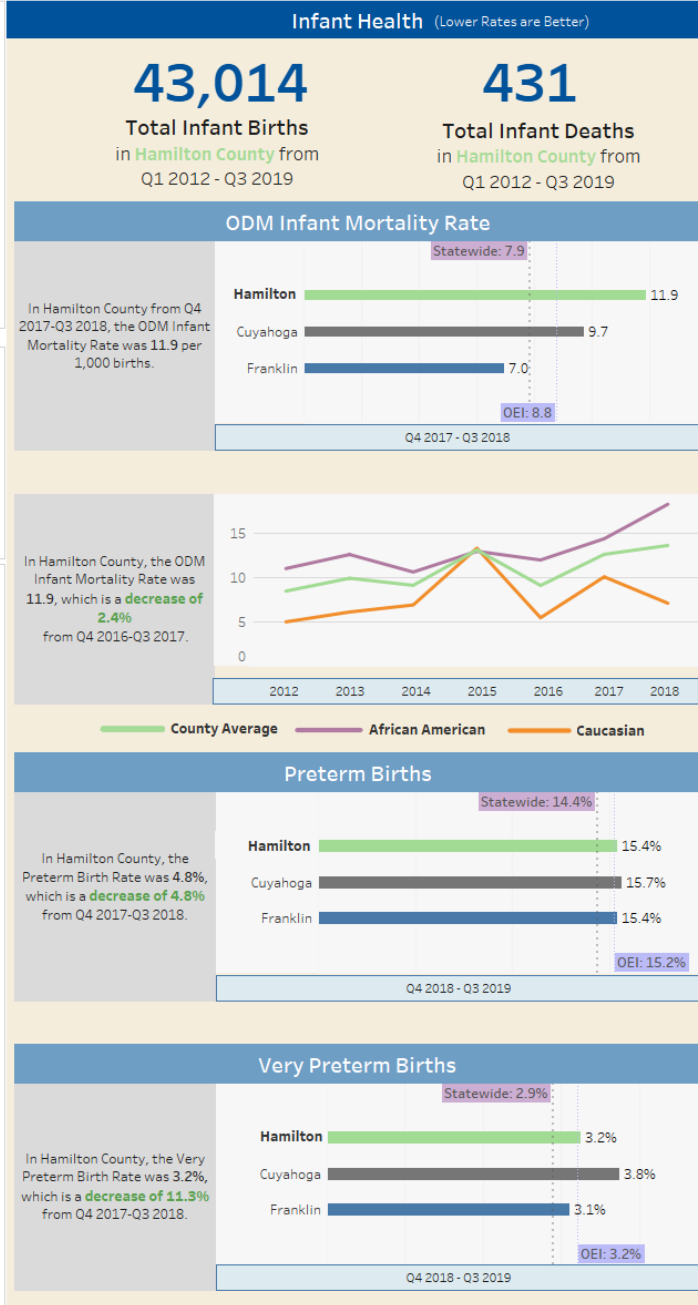 Infant Health (Lower Rates are Better)
43,014
Total Infant Births
in Hamilton County from
Q1 2012 - Q3 2019
431
Total Infant Deaths
in Hamilton County from
Q1 2012 - Q3 2019
ODM Infant Mortality Rate
In Hamilton County from Q4
2017-Q3 2018, the ODM Infant
Mortality Rate was 11.9 per
1,000 births.
Statewide: 7.9
Hamilton 11.9
Cuyahoga 9.7
Franklin 7.0
OEI: 8.8
Q4 2017 - Q3 2018
In Hamilton County, the ODM
Infant Mortality Rate was
11.9, which is a decrease of
2.4%
from Q4 2016-Q3 2017.
15
10
5
0
2012 2013 2014 2015 2016 2017 2018
County Average African American Caucasian
Preterm Births
In Hamilton County, the
Preterm Birth Rate was 4.8%,
which is a decrease of 4.8%
from Q4 2017-Q3 2018.
Statewide: 14.4%
Hamilton 15.4%
Cuyahoga 15.7%
Franklin 15.4%
OEI: 15.2%
Q4 2018 - Q3 2019
Very Preterm Births
In Hamilton County, the Very
Preterm Birth Rate was 3.2%,
which is a decrease of 11.3%
from Q4 2017-Q3 2018.
Statewide: 2.9%
Hamilton 3.2%
Cuyahoga 3.8%
Franklin 3.1%
OEI: 3.2%
Q4 2018 - Q3 2019